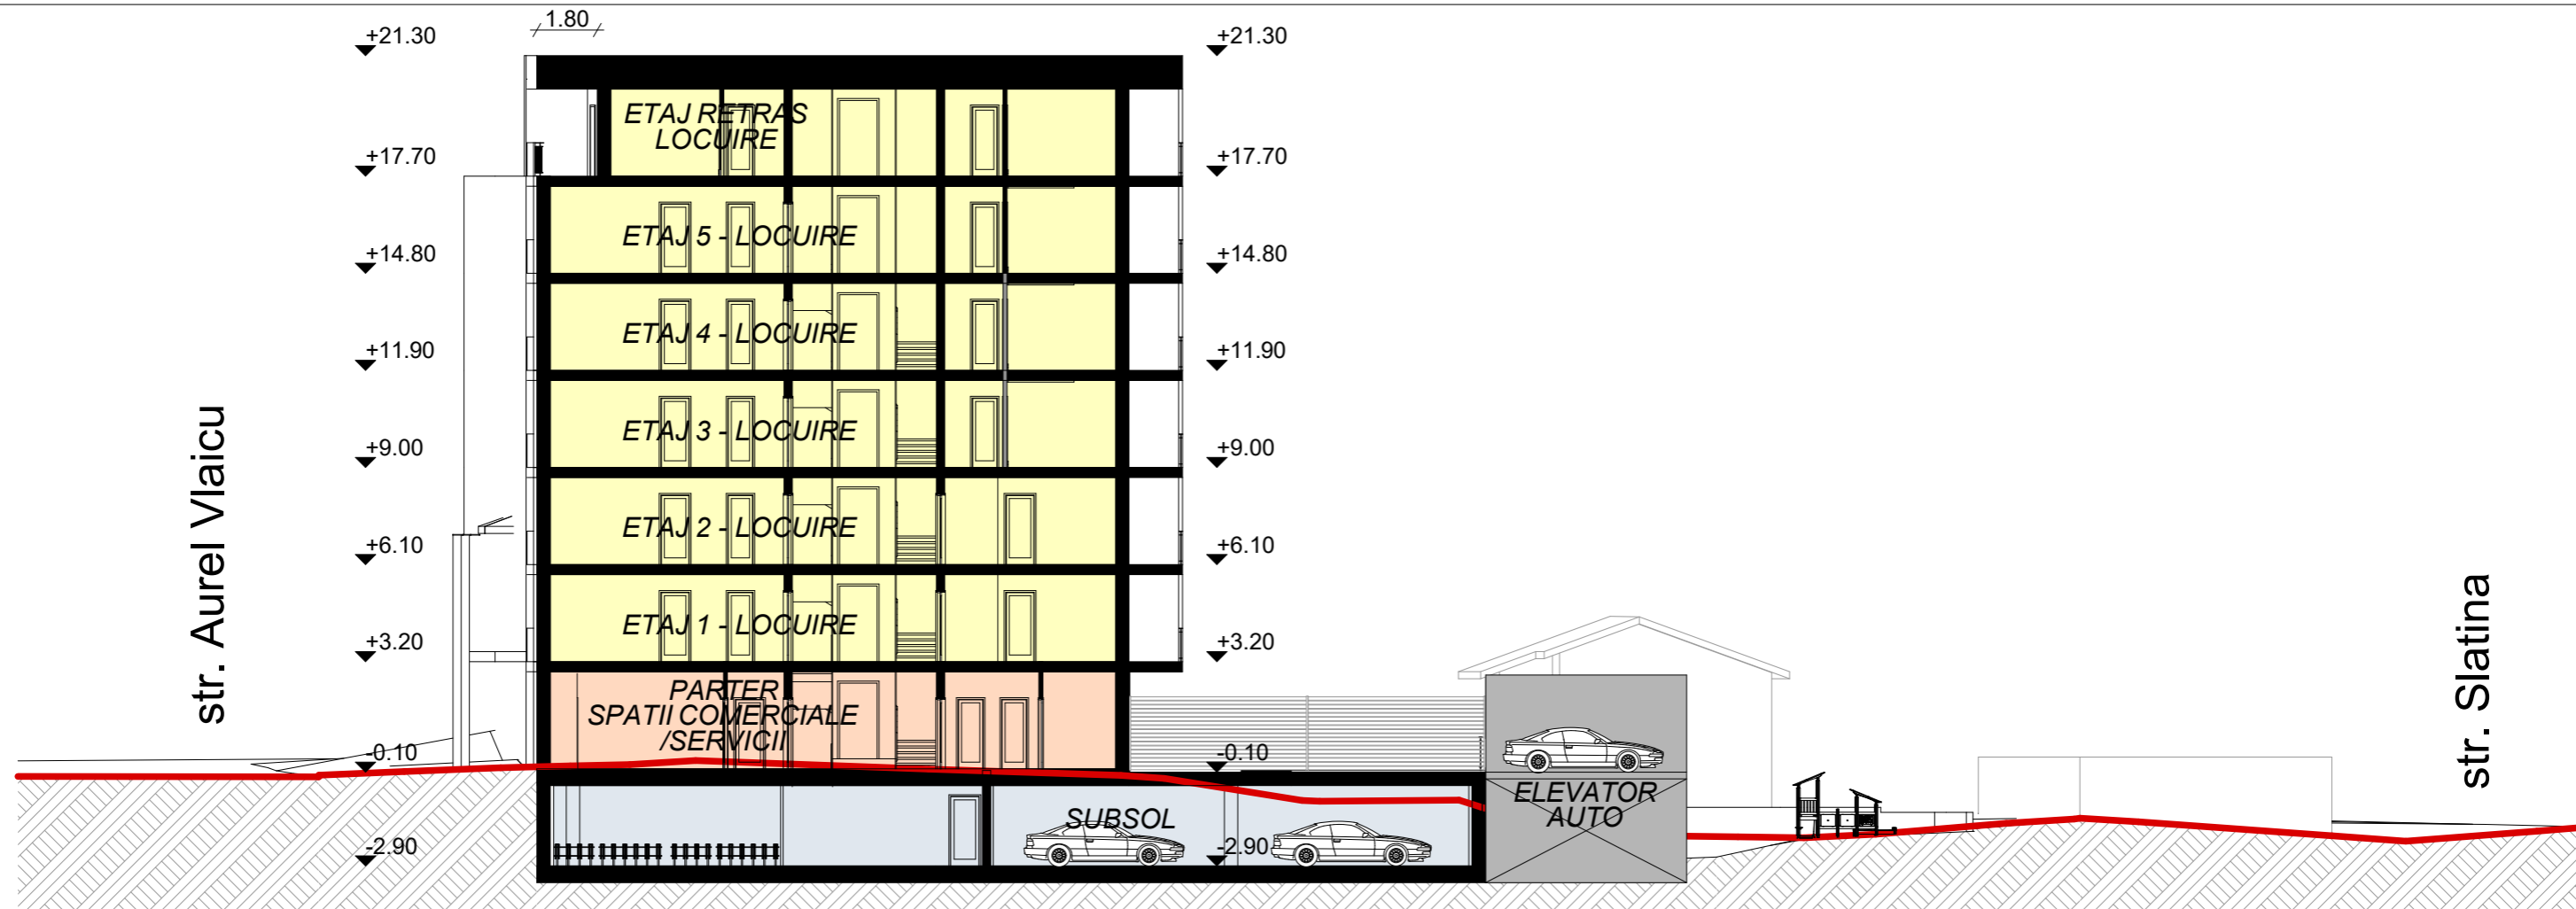 1.80
+21.30
+21.30
ETAJ RETRAS
LOCUIRE
+17.70
+17.70
ETAJ 5 - LOCUIRE
+14.80
+14.80
ETAJ 4 - LOCUIRE
+11.90
+11.90
ETAJ 3 - LOCUIRE
+9.00
+9.00
str. Aurel Vlaicu
ETAJ 2 - LOCUIRE
+6.10
+6.10
ETAJ 1 - LOCUIRE
+3.20
+3.20
str. Slatina
PARTER
SPATII COMERCIALE
/SERVICII
-0.10
-0.10
ELEVATOR
AUTO
SUBSOL
-2.90
-2.90